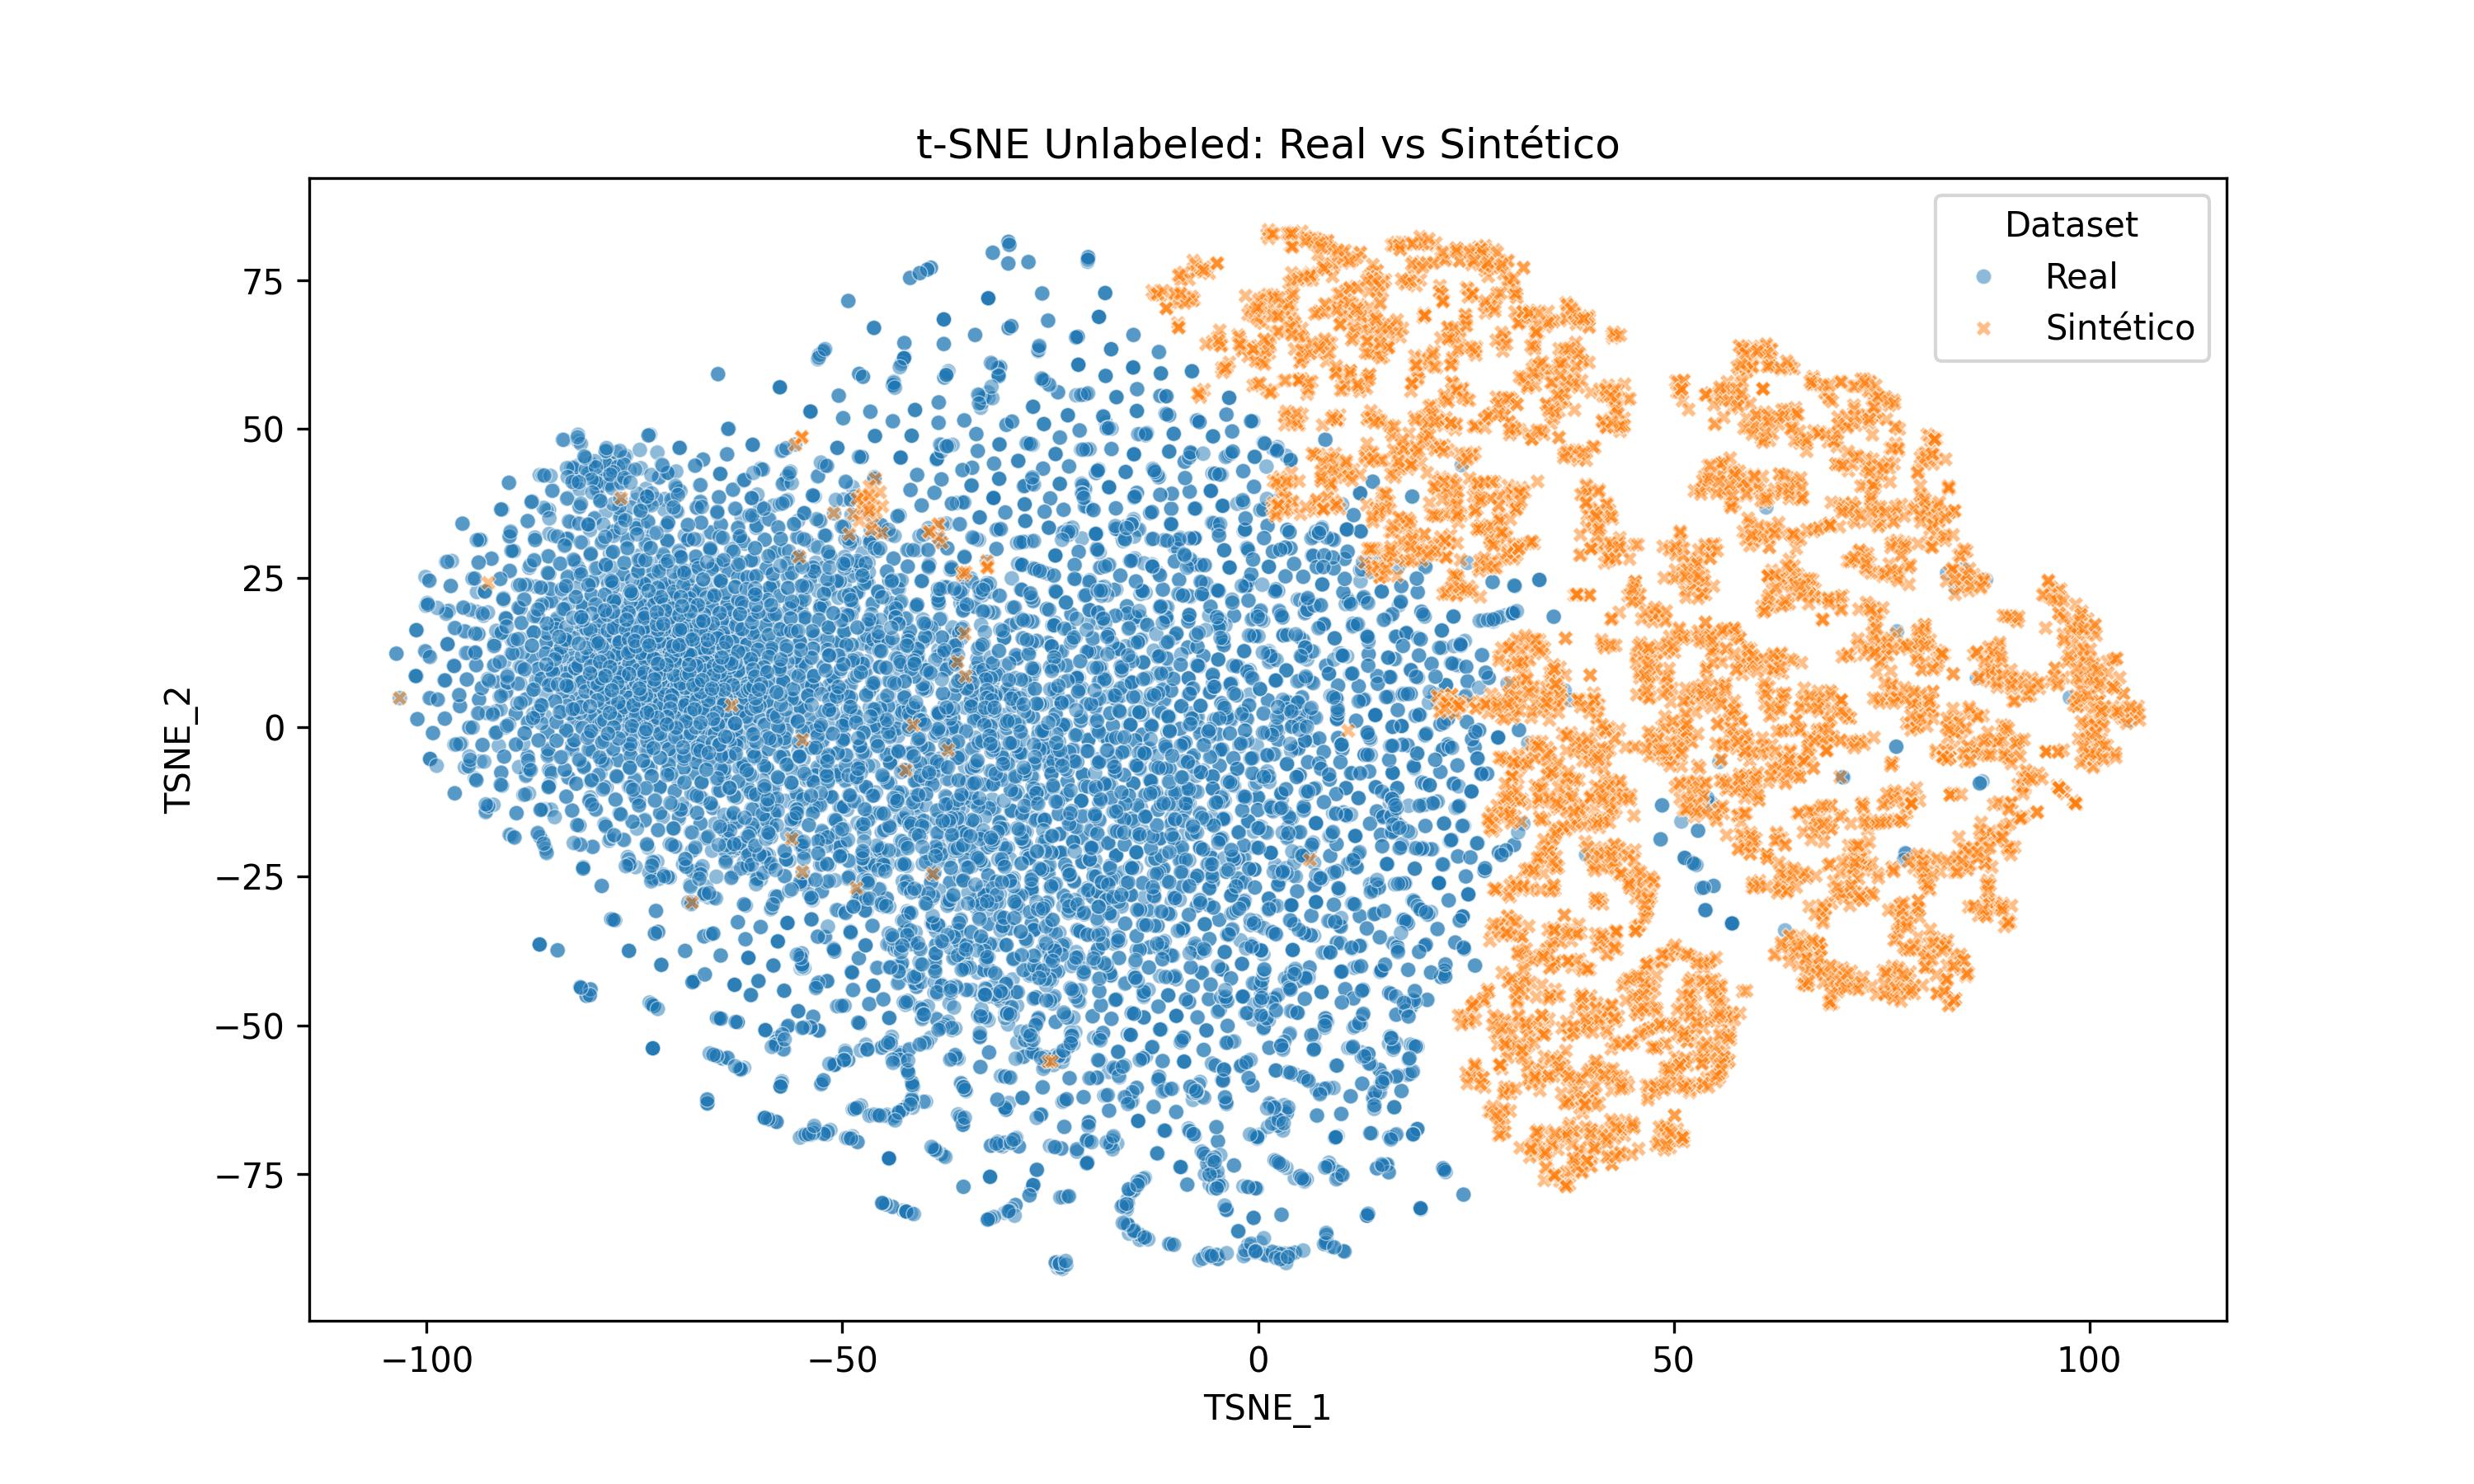 t-SNE Unlabeled: Real vs Sintético
Dataset
Real
Sintético
75
50
25
0
−25
−50
−75
TSNE_2
−100
−50
0
50
100
TSNE_1